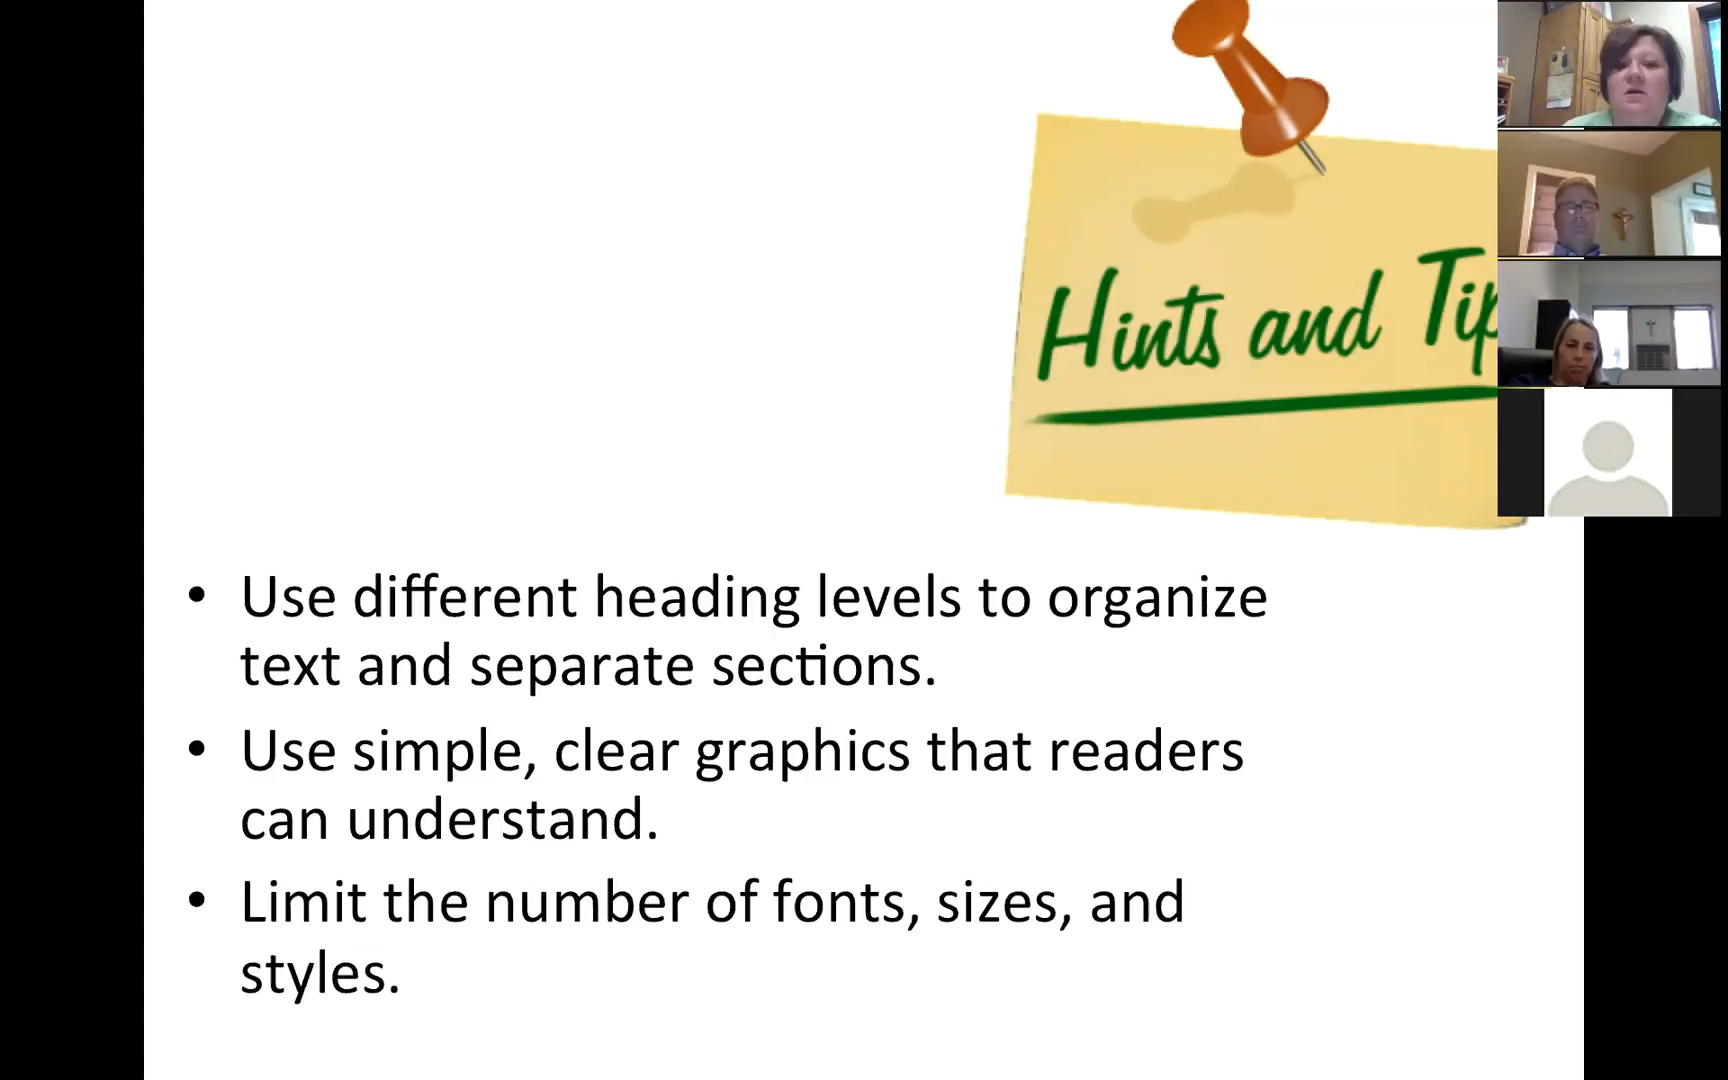 Hints and Tip
• Use different heading levels to organize
text and separate sections.
• Use simple, clear graphics that readers
can understand.
• Limit the number of fonts, sizes, and
styles.